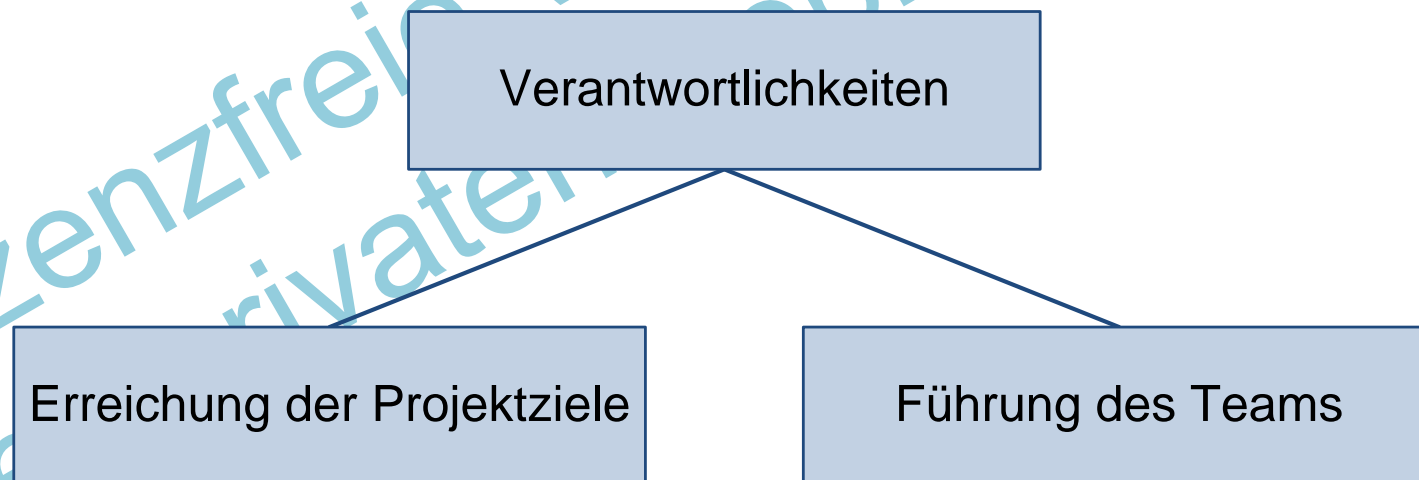 Verantwortlichkeiten
Erreichung der Projektziele
Führung des Teams